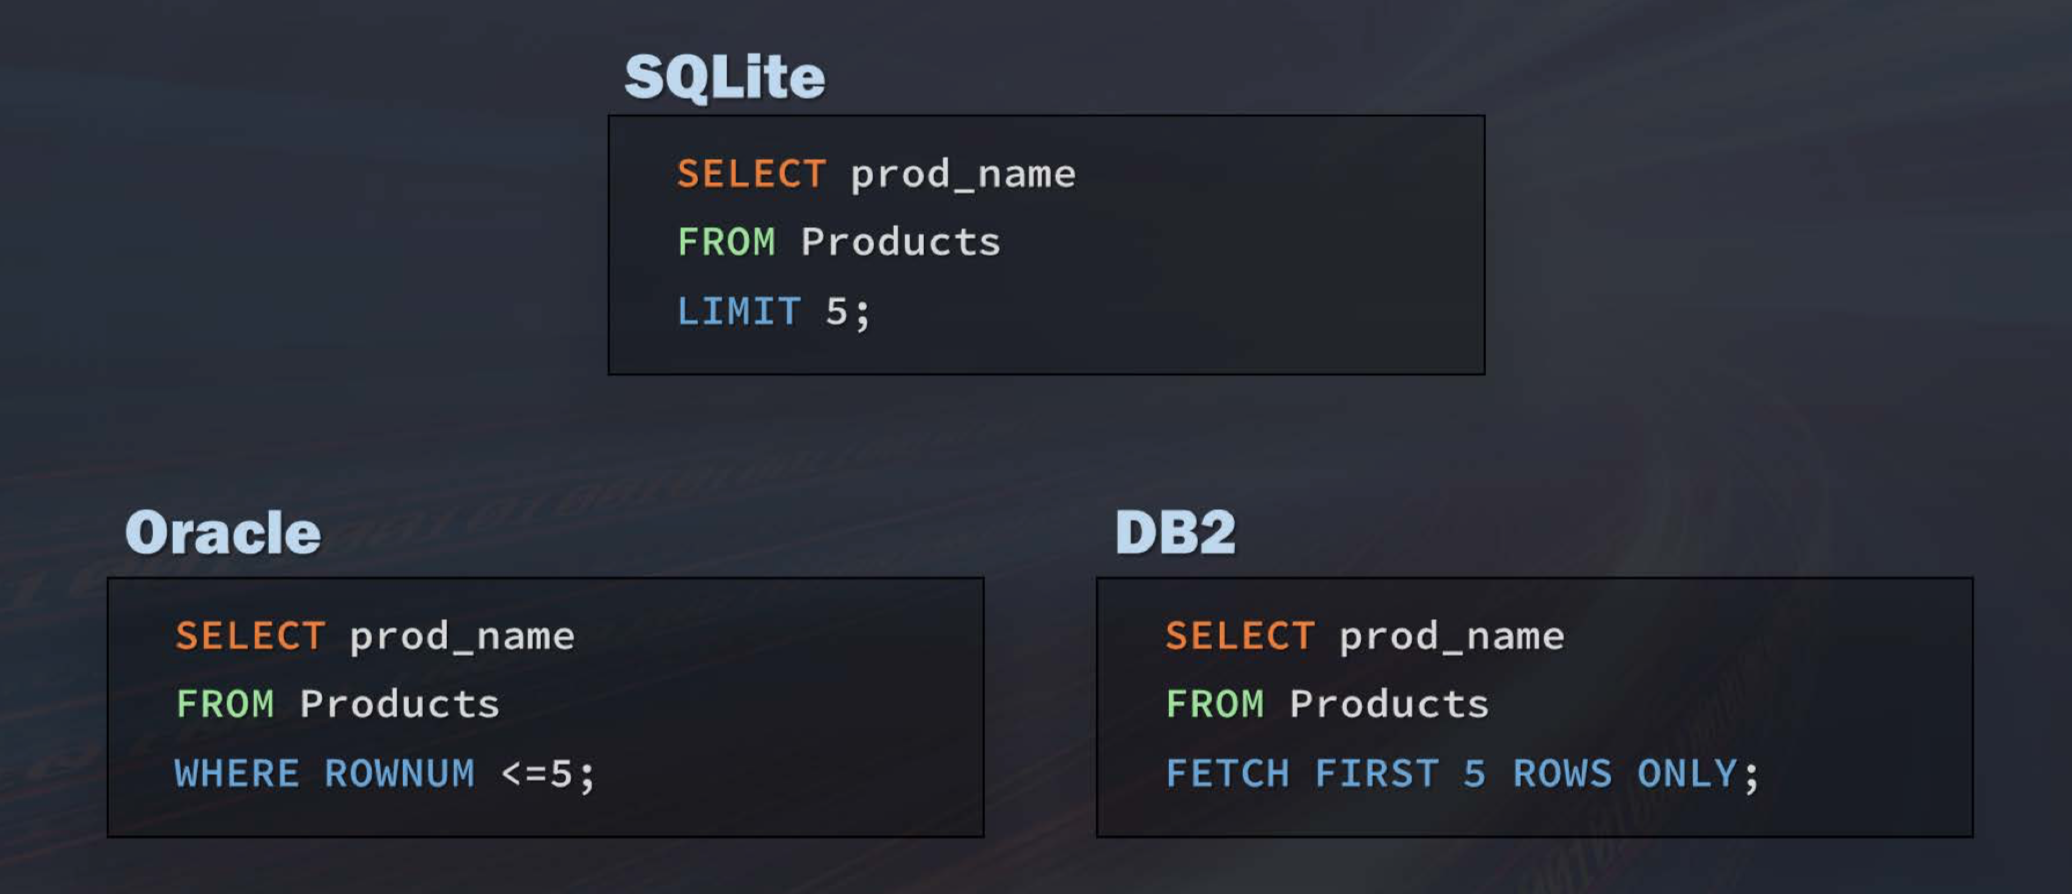 SQLite
SELECT prod_name
FROM Products
LIMIT 5;
Oracle
SELECT prod_name
FROM Products
WHERE ROWNUM <=5;
DB2
SELECT prod_name
FROM Products
FETCH FIRST 5 ROWS ONLY;